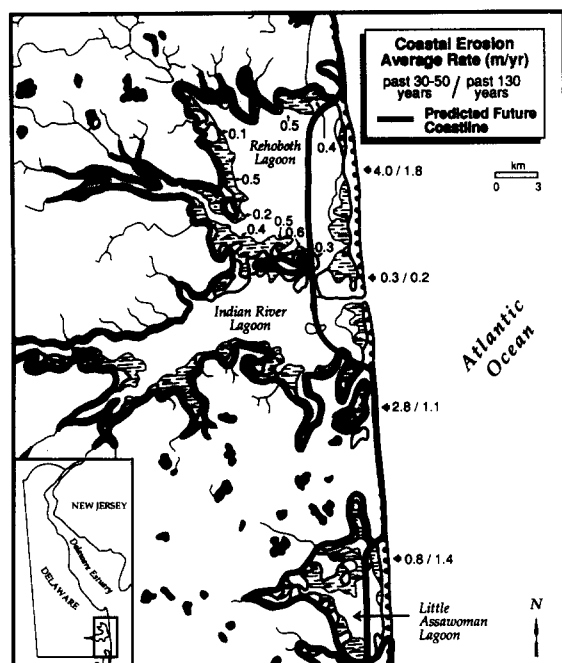 Coastal Erosion
Average Rate (m/yr)
past 30-50 / past 130
years years
Predicted Future
Coastline
km
0 3
0.1
0.5
Rehoboth
Lagoon
0.4
4.0 / 1.8
0.5
0.2
0.4
0.5
0.6
0.3
0.3 / 0.2
Indian River
Lagoon
Atlantic
Ocean
2.8 / 1.1
NEW JERSEY
Delaware Estuary
DELAWARE
0.8 / 1.4
Little
Assawoman
Lagoon
N